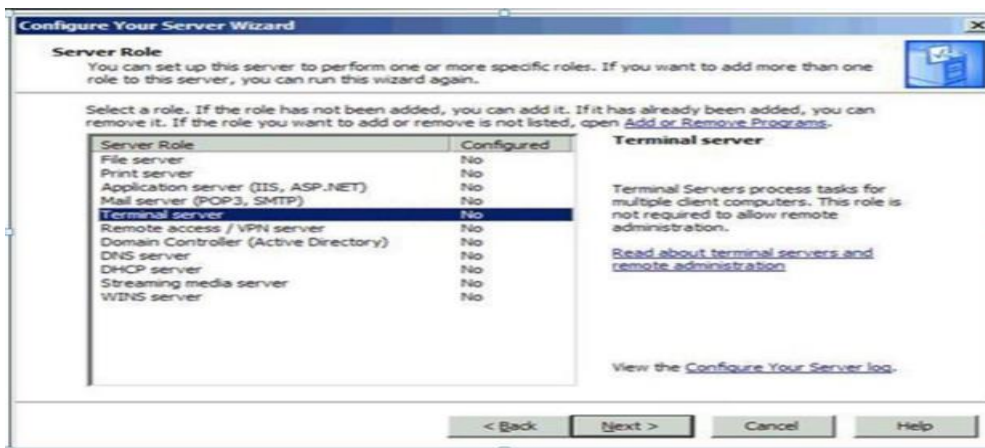 Configure Your Server Wizard
Server Role
You can set up this server to perform one or more specific roles. If you want to add more than one
role to this server, you can run this wizard again.
Select a role. If the role has not been added, you can add it. If it has already been added, you can
remove it. If the role you want to add or remove is not listed, open Add or Remove Programs.
Server Role Configured
File server No
Print server No
Application server (IIS, ASP.NET) No
Mail server (POP3, SMTP) No
Terminal server No
Remote access / VPN server No
Domain Controller (Active Directory) No
DNS server No
DHCP server No
Streaming media server No
WINS server No
Terminal server
Terminal Servers process tasks for
multiple client computers. This role is
not required to allow remote
administration.
Read about terminal servers and
remote administration
View the Configure Your Server log.
< Back Next > Cancel Help